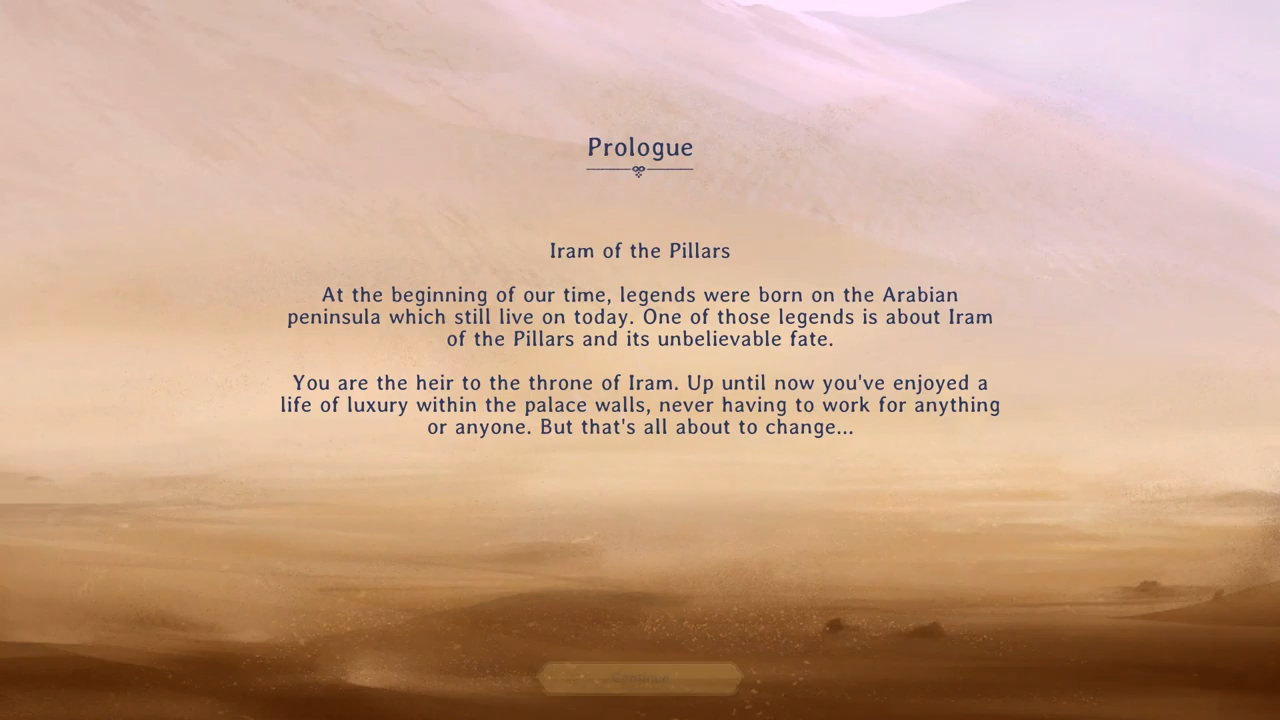 Prologue
Iram of the Pillars
At the beginning of our time, legends were born on the Arabian
peninsula which still live on today. One of those legends is about Iram
of the Pillars and its unbelievable fate.
You are the heir to the throne of Iram. Up until now you've enjoyed a
life of luxury within the palace walls, never having to work for anything
or anyone. But that's all about to change...
Continue